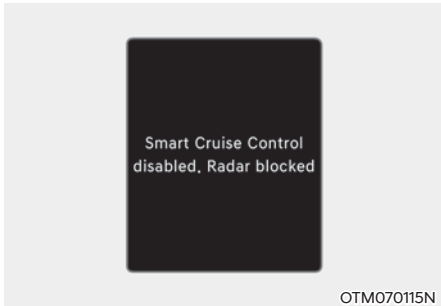 Smart Cruise Control
disabled. Radar blocked
OTM070115N